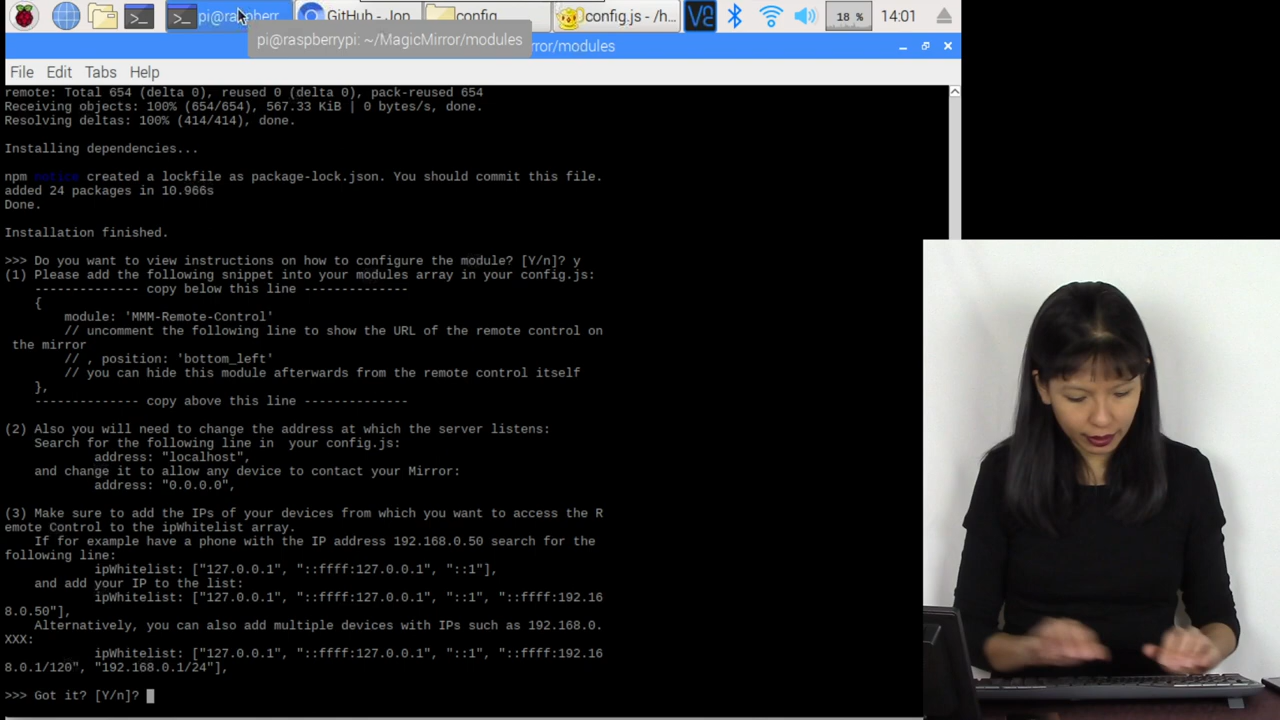 pi@raspberr
GitHub - Jop
config
config.js - /h...
18 %
14:01
pi@raspberrypi: ~/MagicMirror/modules
rror/modules
File Edit Tabs Help
remote: Total 654 (delta 0), reused 0 (delta 0), pack-reused 654
Receiving objects: 100% (654/654), 567.33 KiB | 0 bytes/s, done.
Resolving deltas: 100% (414/414), done.
Installing dependencies...
npm notice created a lockfile as package-lock.json. You should commit this file.
added 24 packages in 10.966s
Done.
Installation finished.
>>> Do you want to view instructions on how to configure the module? [Y/n]? y
(1) Please add the following snippet into your modules array in your config.js:
-------------- copy below this line --------------
{
module: 'MMM-Remote-Control'
// uncomment the following line to show the URL of the remote control on
the mirror
// , position: 'bottom_left'
// you can hide this module afterwards from the remote control itself
},
-------------- copy above this line --------------
(2) Also you will need to change the address at which the server listens:
Search for the following line in  your config.js:
address: "localhost",
and change it to allow any device to contact your Mirror:
address: "0.0.0.0",
(3) Make sure to add the IPs of your devices from which you want to access the R
emote Control to the ipWhitelist array.
If for example have a phone with the IP address 192.168.0.50 search for the
following line:
ipWhitelist: ["127.0.0.1", "::ffff:127.0.0.1", "::1"],
and add your IP to the list:
ipWhitelist: ["127.0.0.1", "::ffff:127.0.0.1", "::1", "::ffff:192.16
8.0.50"],
Alternatively, you can also add multiple devices with IPs such as 192.168.0.
XXX:
ipWhitelist: ["127.0.0.1", "::ffff:127.0.0.1", "::1", "::ffff:192.16
8.0.1/120", "192.168.0.1/24"],
>>> Got it? [Y/n]?